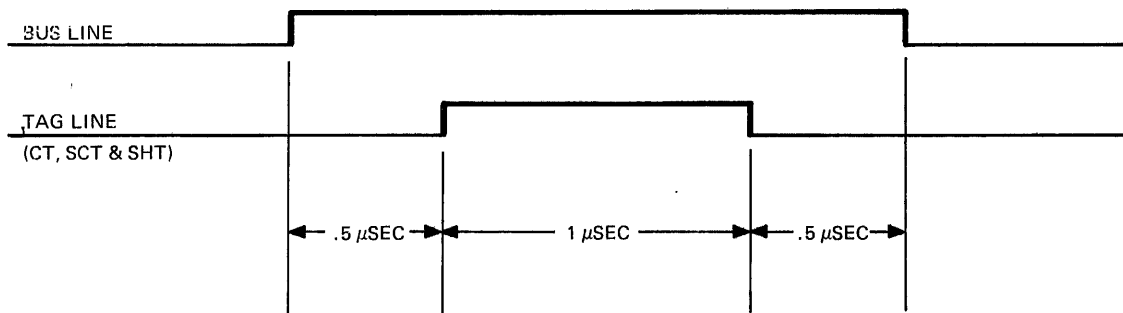 BUS LINE
TAG LINE
(CT, SCT & SHT)
.5 μSEC 1 μSEC .5 μSEC